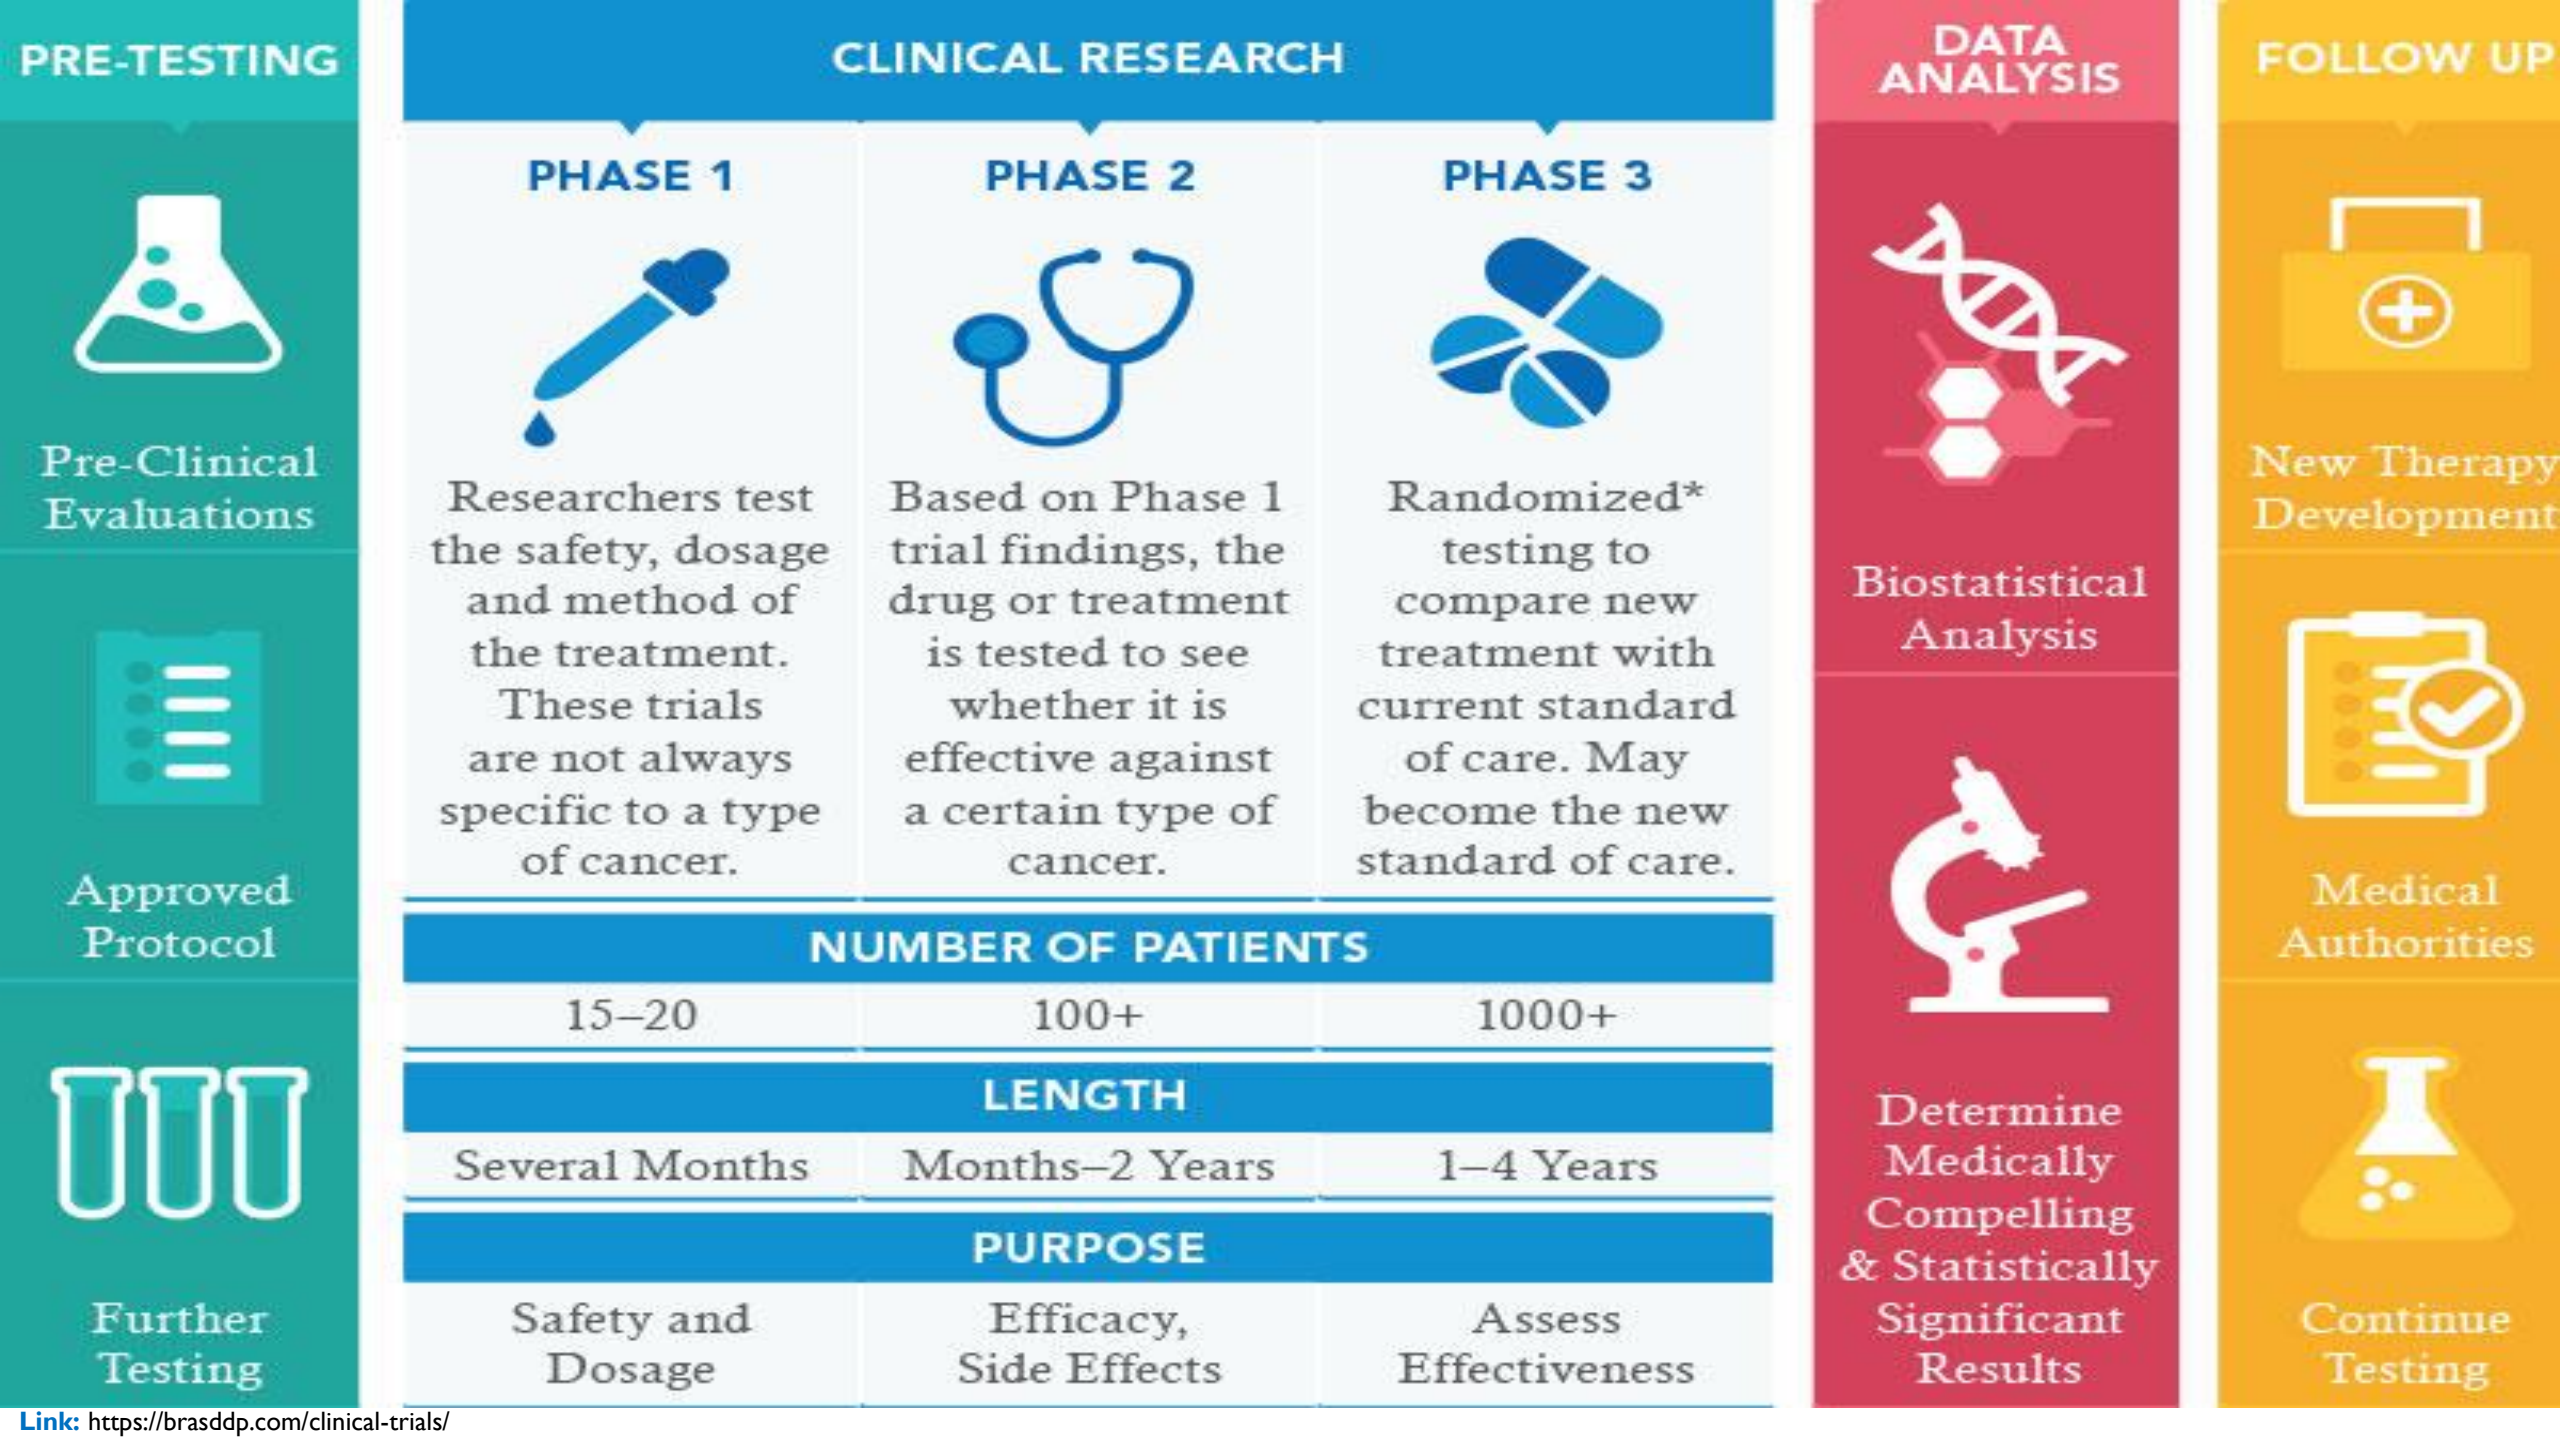 PRE-TESTING
Pre-Clinical
Evaluations
Approved
Protocol
Further
Testing
CLINICAL RESEARCH
PHASE 1
Researchers test
the safety, dosage
and method of
the treatment.
These trials
are not always
specific to a type
of cancer.
PHASE 2
Based on Phase 1
trial findings, the
drug or treatment
is tested to see
whether it is
effective against
a certain type of
cancer.
PHASE 3
Randomized*
testing to
compare new
treatment with
current standard
of care. May
become the new
standard of care.
NUMBER OF PATIENTS
15–20 100+ 1000+
LENGTH
Several Months Months–2 Years 1–4 Years
PURPOSE
Safety and
Dosage
Efficacy,
Side Effects
Assess
Effectiveness
DATA
ANALYSIS
Biostatistical
Analysis
Determine
Medically
Compelling
& Statistically
Significant
Results
FOLLOW UP
New Therapy
Development
Medical
Authorities
Continue
Testing
Link: https://brasddp.com/clinical-trials/